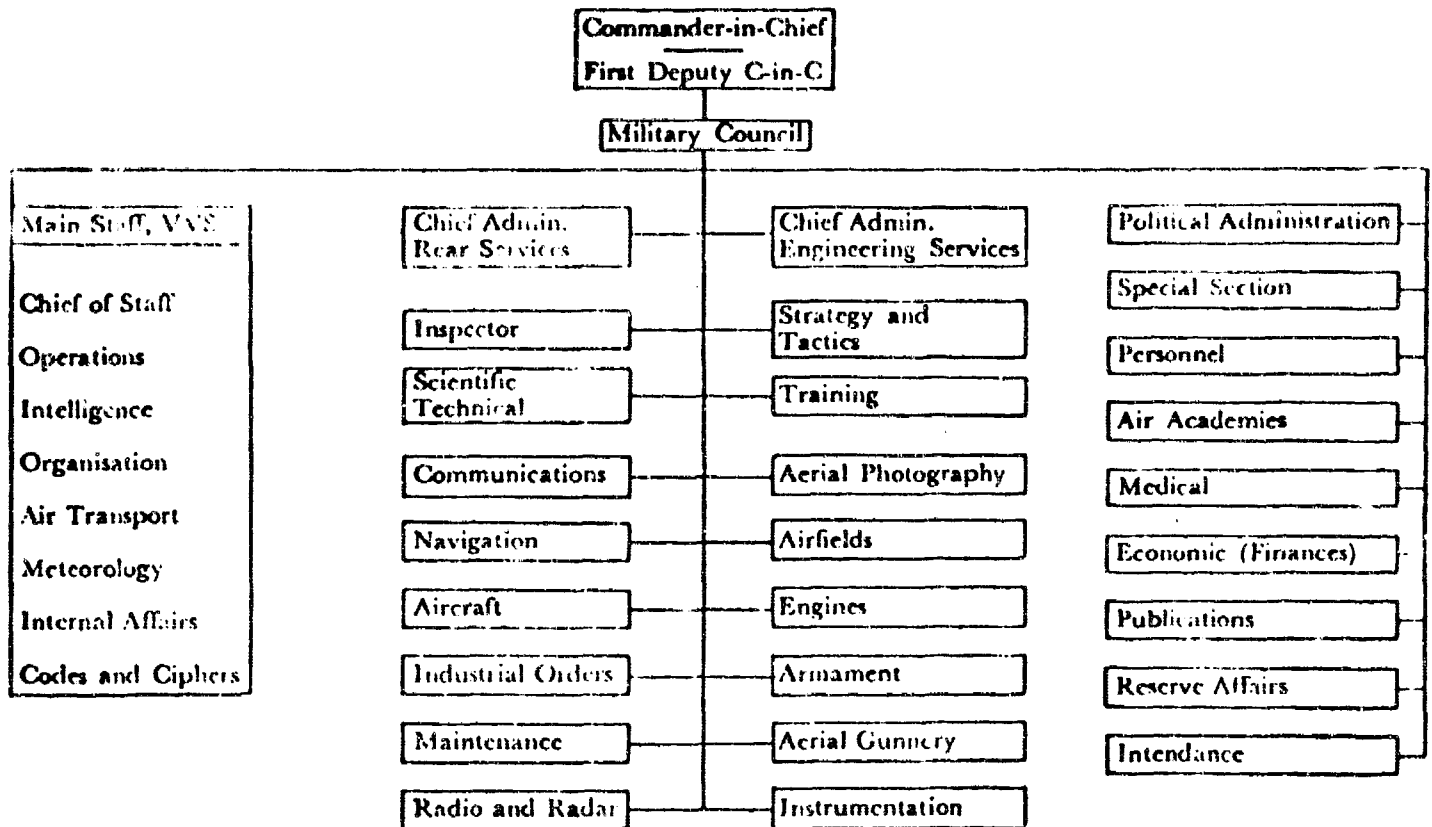 Commander-in-Chief
First Deputy C-in-C
Military Council
Main Staff, VVS
Chief of Staff
Operations
Intelligence
Organisation
Air Transport
Meteorology
Internal Affairs
Codes and Ciphers
Chief Admin.
Rear Services
Inspector
Scientific
Technical
Communications
Navigation
Aircraft
Industrial Orders
Maintenance
Radio and Radar
Chief Admin.
Engineering Services
Strategy and
Tactics
Training
Aerial Photography
Airfields
Engines
Armament
Aerial Gunnery
Instrumentation
Political Administration
Special Section
Personnel
Air Academies
Medical
Economic (Finances)
Publications
Reserve Affairs
Intendance